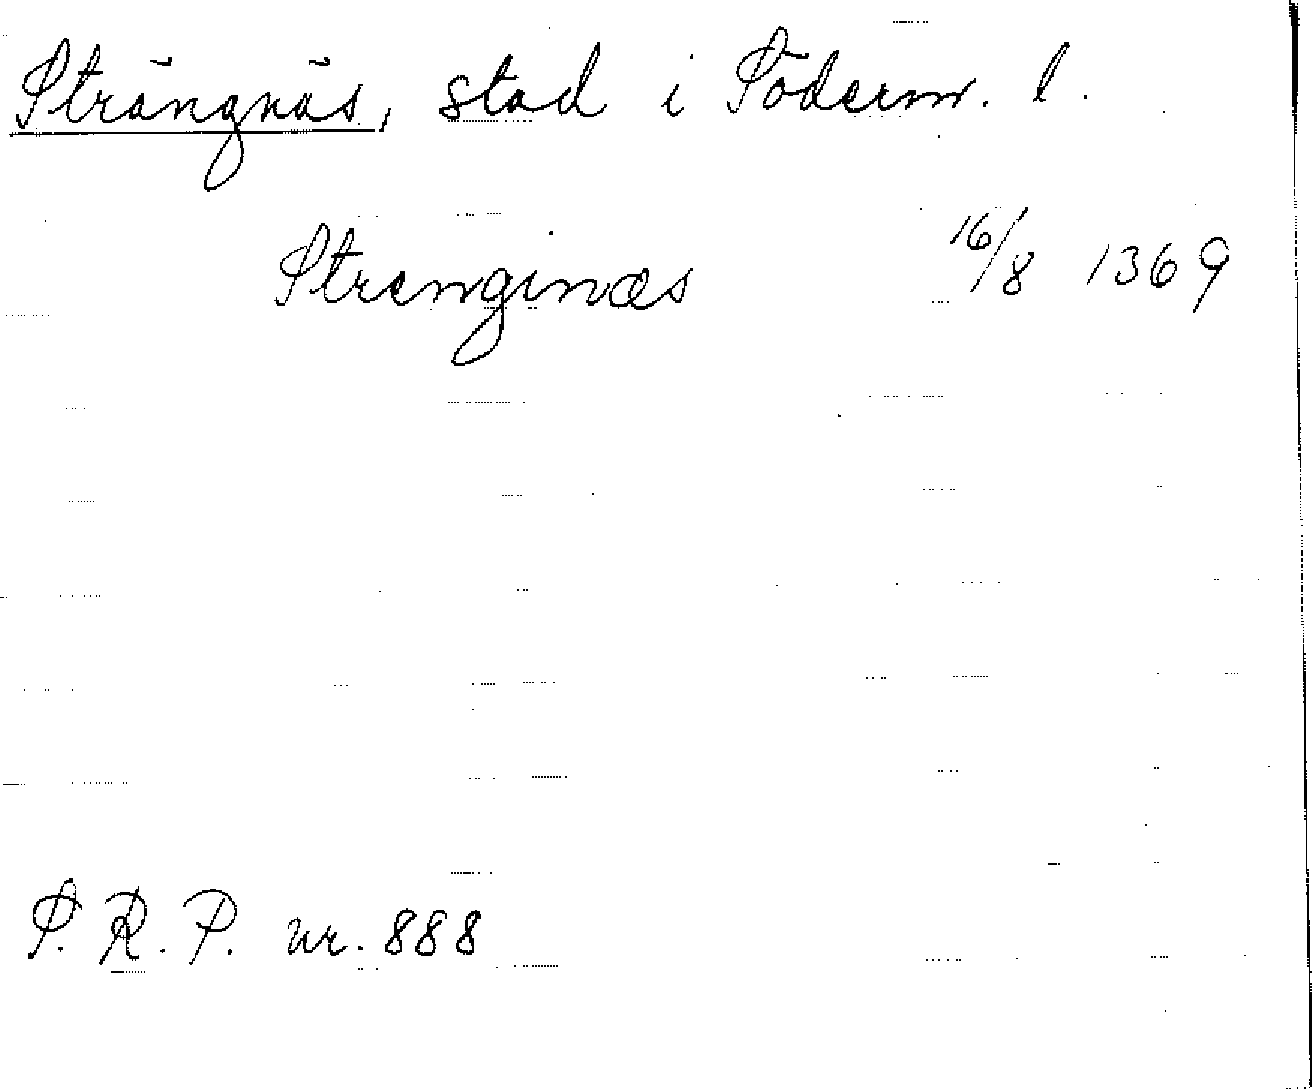 Strängnäs, stad i Söderm. l.
Strenginæs 16/8 1369
S. R. P. nr. 888